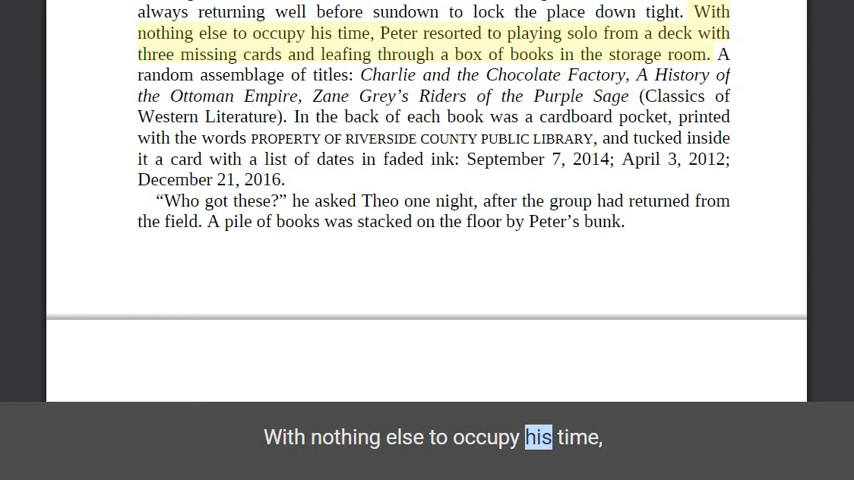 always returning well before sundown to lock the place down tight. With
nothing else to occupy his time, Peter resorted to playing solo from a deck with
three missing cards and leafing through a box of books in the storage room. A
random assemblage of titles: Charlie and the Chocolate Factory, A History of
the Ottoman Empire, Zane Grey’s Riders of the Purple Sage (Classics of
Western Literature). In the back of each book was a cardboard pocket, printed
with the words PROPERTY OF RIVERSIDE COUNTY PUBLIC LIBRARY, and tucked inside
it a card with a list of dates in faded ink: September 7, 2014; April 3, 2012;
December 21, 2016.
“Who got these?” he asked Theo one night, after the group had returned from
the field. A pile of books was stacked on the floor by Peter’s bunk.
With nothing else to occupy his time,